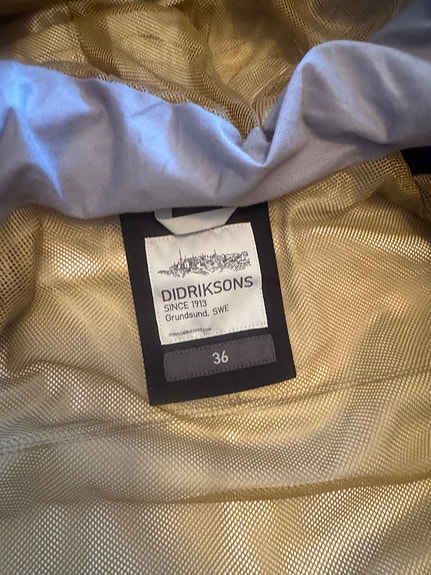 DIDRIKSONS
SINCE 1913
Grundsund, SWE
36